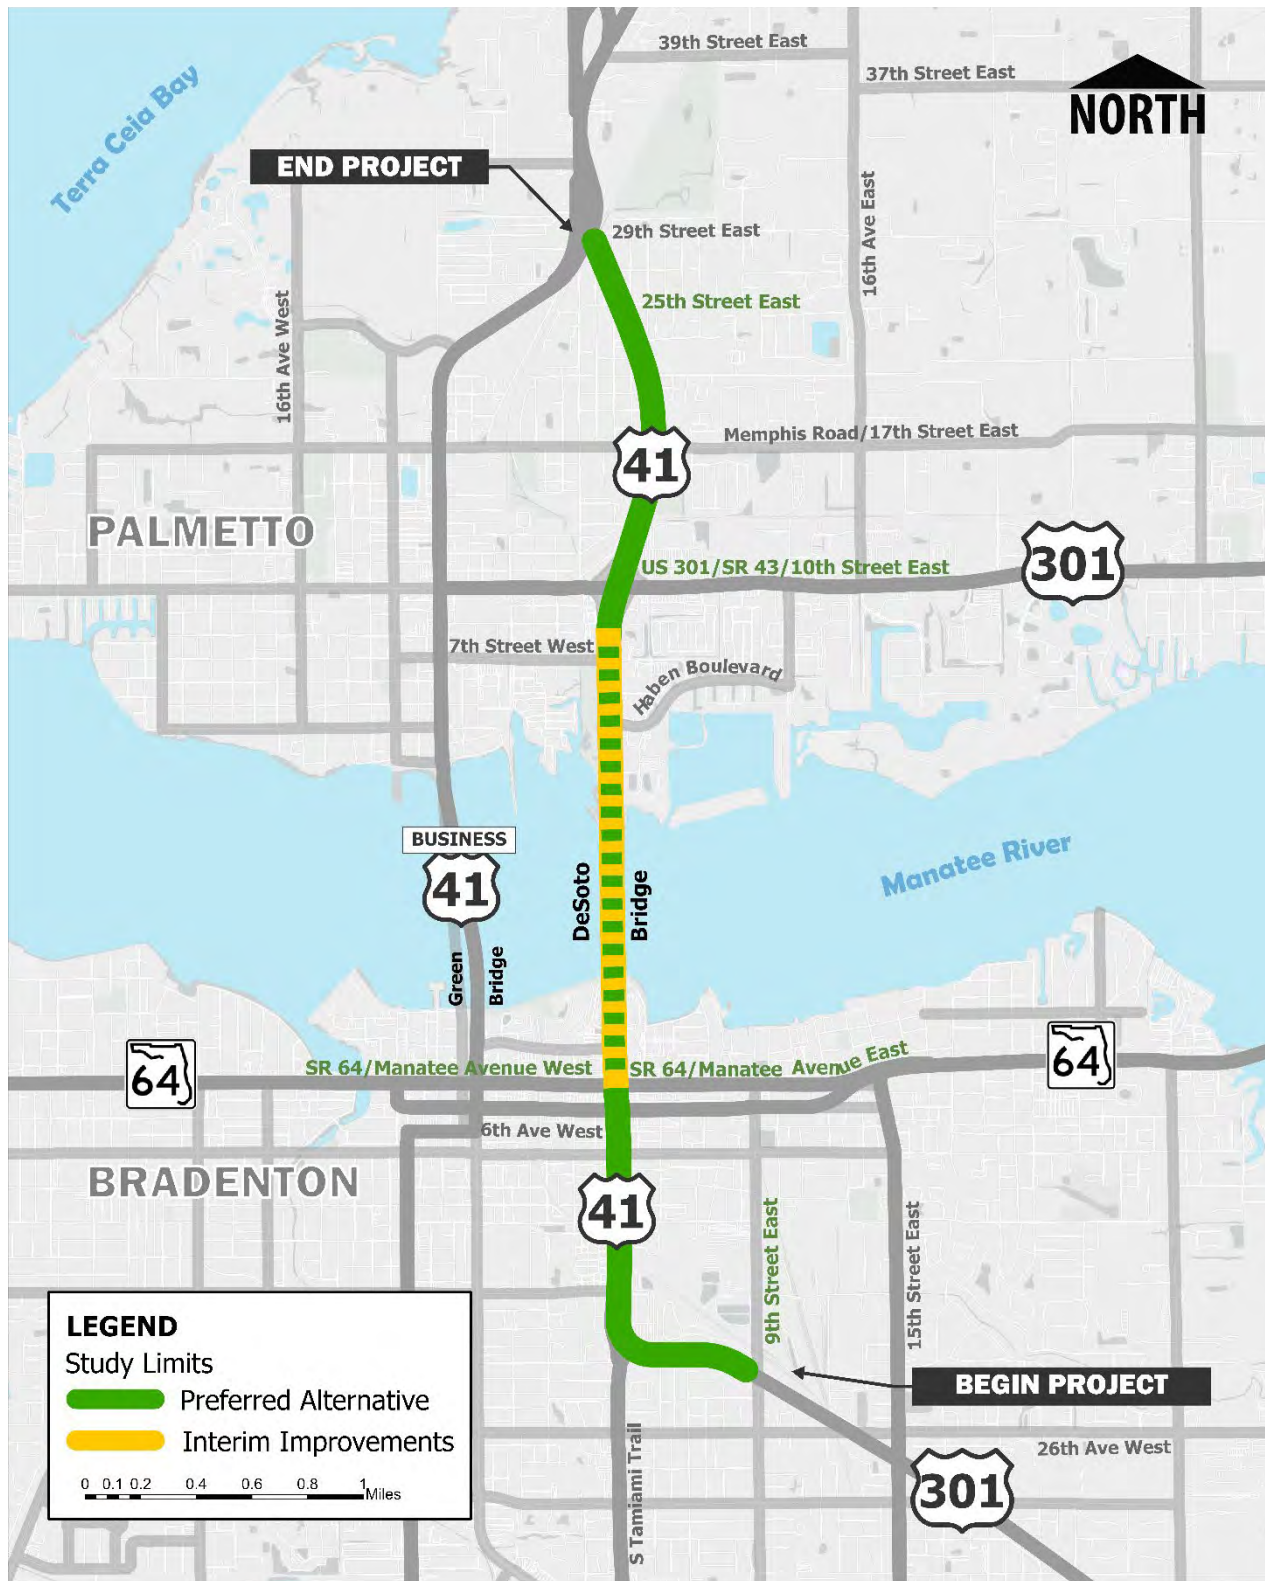 39th Street East
37th Street East
NORTH
Terra Ceia Bay
END PROJECT
16th Ave East
29th Street East
25th Street East
16th Ave West
Memphis Road/17th Street East
41
PALMETTO
US 301/SR 43/10th Street East
301
7th Street West
Haben Boulevard
BUSINESS
41
Manatee River
DeSoto
Bridge
Green
Bridge
64
SR 64/Manatee Avenue West
SR 64/Manatee Avenue East
64
6th Ave West
BRADENTON
41
9th Street East
15th Street East
BEGIN PROJECT
26th Ave West
301
S Tamiami Trail
LEGEND
Study Limits
Preferred Alternative
Interim Improvements
0 0.1 0.2 0.4 0.6 0.8 1
Miles